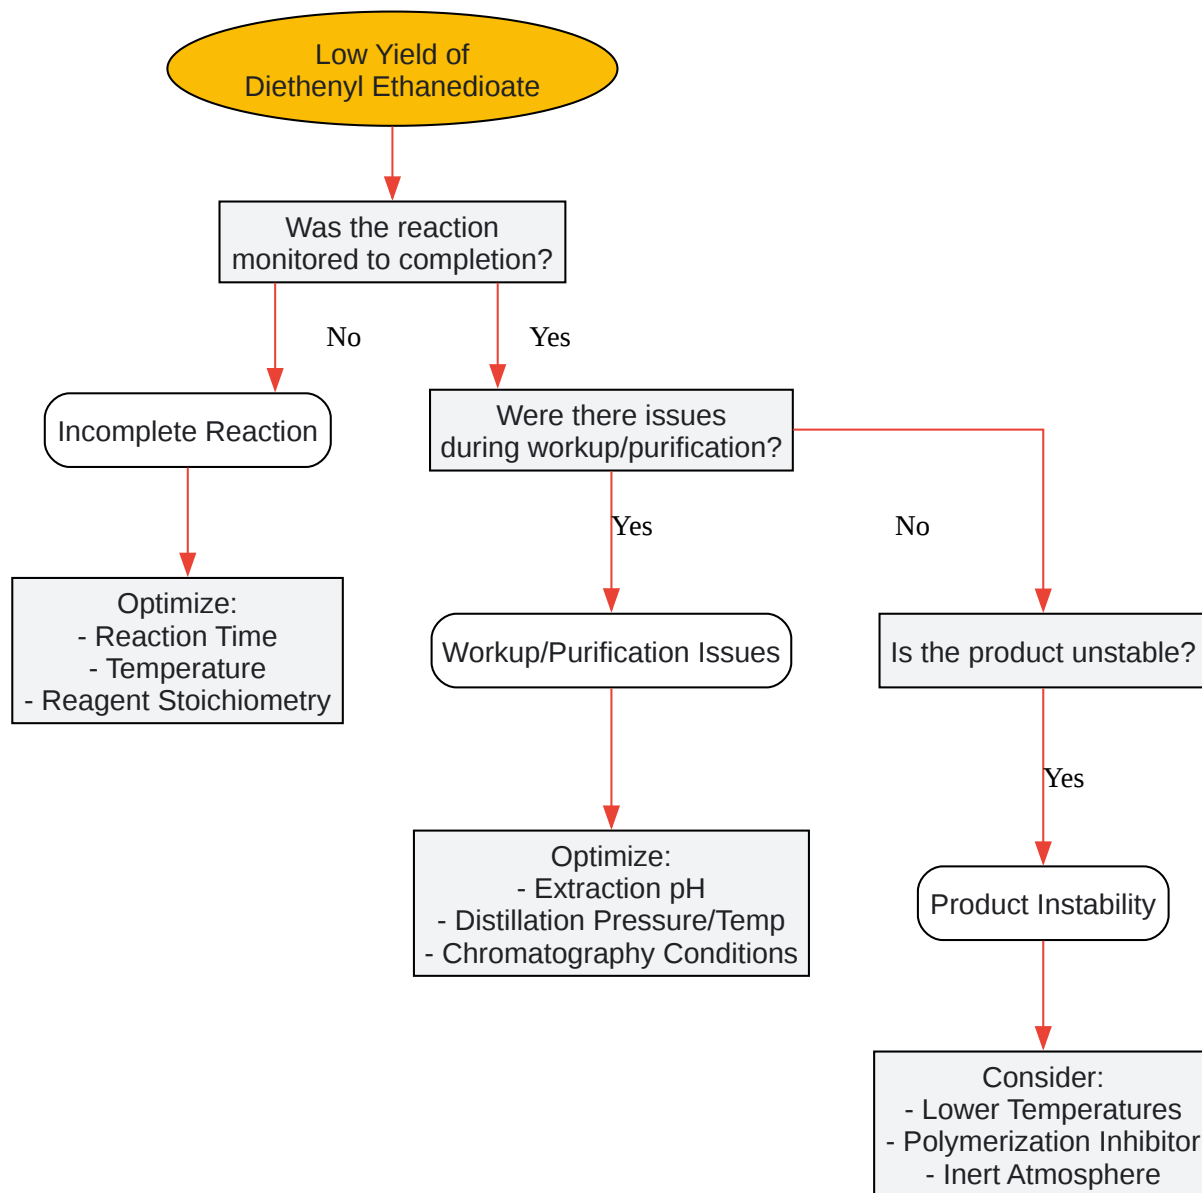 Low Yield of
Diethenyl Ethanedioate
Was the reaction
monitored to completion?
No
Yes
Incomplete Reaction
Were there issues
during workup/purification?
Yes
No
Optimize:
- Reaction Time
- Temperature
- Reagent Stoichiometry
Workup/Purification Issues
Is the product unstable?
Yes
Optimize:
- Extraction pH
- Distillation Pressure/Temp
- Chromatography Conditions
Product Instability
Consider:
- Lower Temperatures
- Polymerization Inhibitor
- Inert Atmosphere